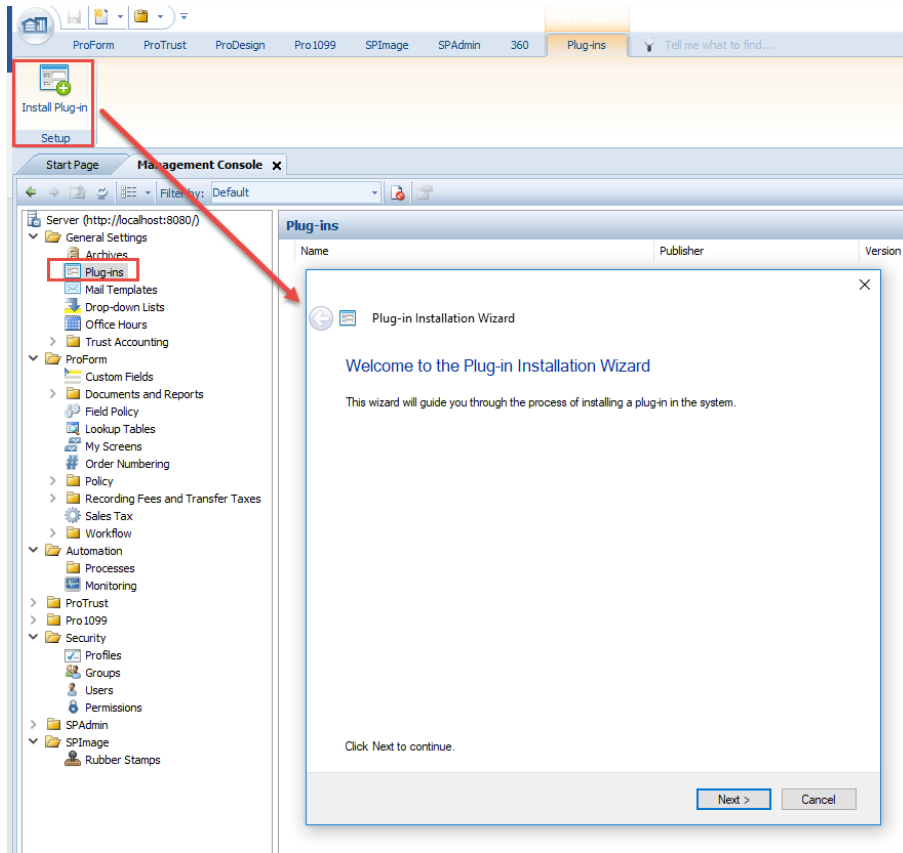 ProForm ProTrust ProDesign Pro1099 SPImage SPAdmin 360 Plug-ins Tell me what to find...
Install Plug-in
Setup
Start Page Management Console
Filter by: Default
Server (http://localhost:8080/)
General Settings
Archives
Plug-ins
Mail Templates
Drop-down Lists
Office Hours
Trust Accounting
ProForm
Custom Fields
Documents and Reports
Field Policy
Lookup Tables
My Screens
Order Numbering
Policy
Recording Fees and Transfer Taxes
Sales Tax
Workflow
Automation
Processes
Monitoring
ProTrust
Pro1099
Security
Profiles
Groups
Users
Permissions
SPAdmin
SPImage
Rubber Stamps
Plug-ins
Name Publisher Version
Plug-in Installation Wizard
Welcome to the Plug-in Installation Wizard
This wizard will guide you through the process of installing a plug-in in the system.
Click Next to continue.
Next > Cancel